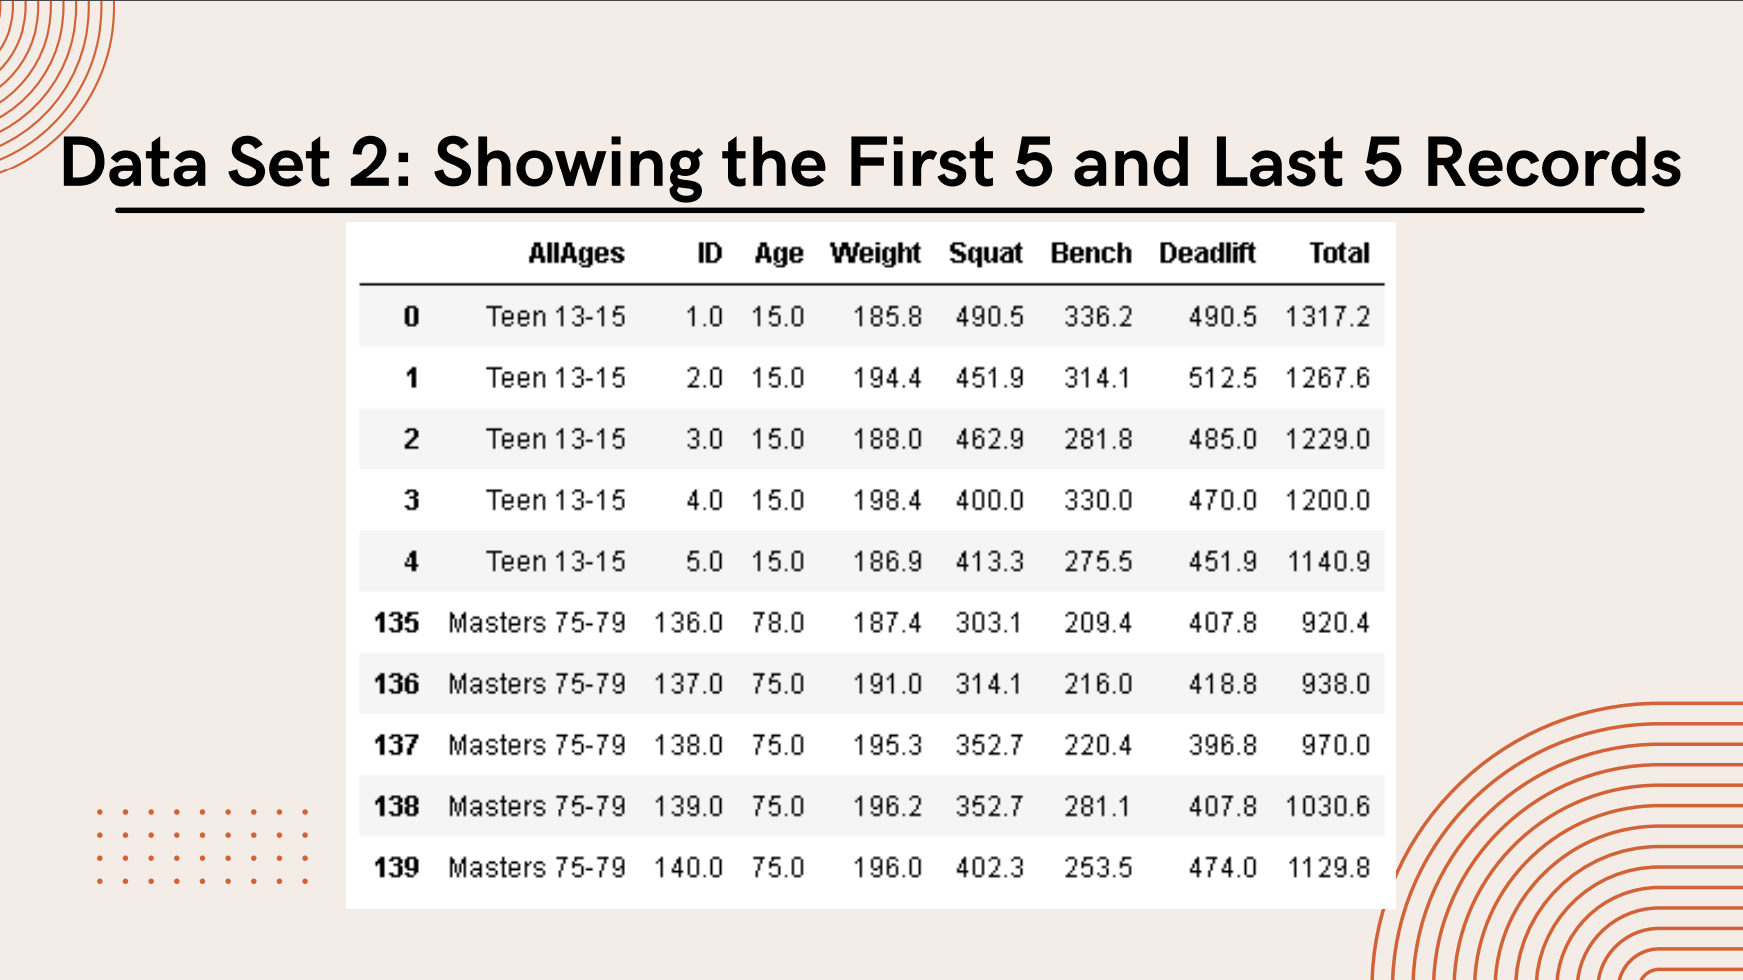 Data Set 2: Showing the First 5 and Last 5 Records
AllAges ID Age Weight Squat Bench Deadlift Total
0 Teen 13-15 1.0 15.0 185.8 490.5 336.2 490.5 1317.2
1 Teen 13-15 2.0 15.0 194.4 451.9 314.1 512.5 1267.6
2 Teen 13-15 3.0 15.0 188.0 462.9 281.8 485.0 1229.0
3 Teen 13-15 4.0 15.0 198.4 400.0 330.0 470.0 1200.0
4 Teen 13-15 5.0 15.0 186.9 413.3 275.5 451.9 1140.9
135 Masters 75-79 136.0 78.0 187.4 303.1 209.4 407.8 920.4
136 Masters 75-79 137.0 75.0 191.0 314.1 216.0 418.8 938.0
137 Masters 75-79 138.0 75.0 195.3 352.7 220.4 396.8 970.0
138 Masters 75-79 139.0 75.0 196.2 352.7 281.1 407.8 1030.6
139 Masters 75-79 140.0 75.0 196.0 402.3 253.5 474.0 1129.8